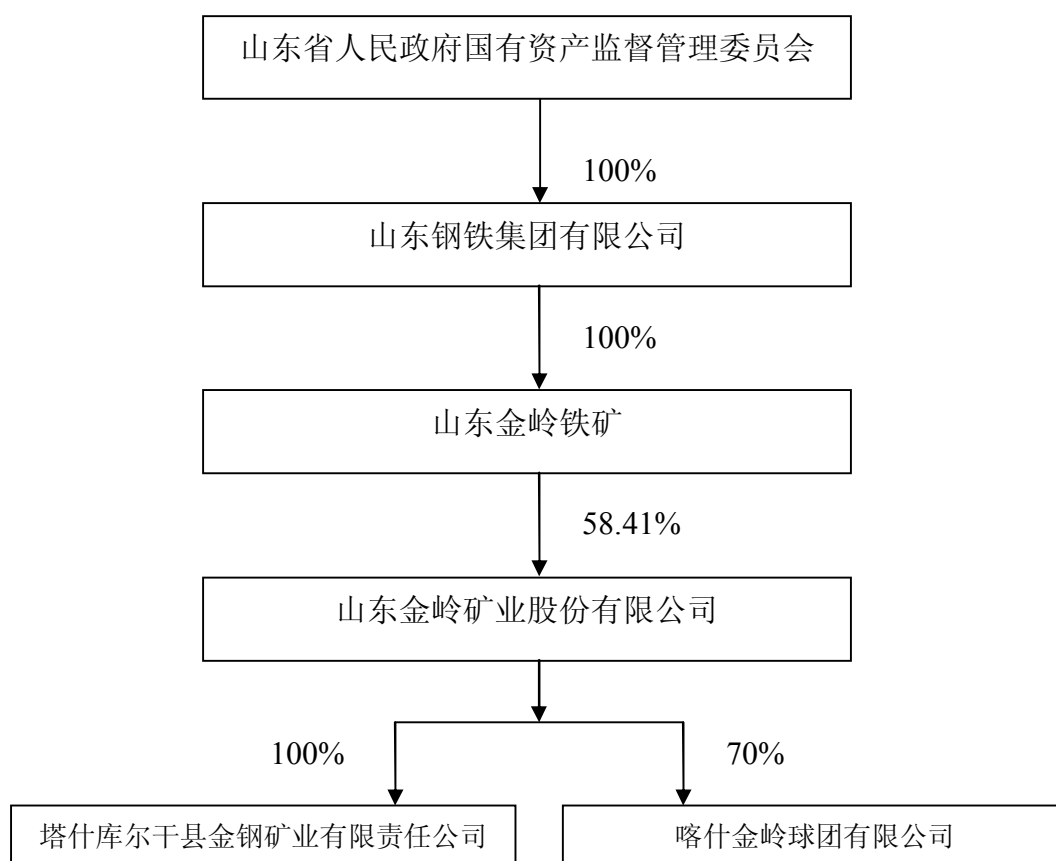 山东省人民政府国有资产监督管理委员会
100%
山东钢铁集团有限公司
100%
山东金岭铁矿
58.41%
山东金岭矿业股份有限公司
100%
70%
塔什库尔干县金钢矿业有限责任公司
喀什金岭球团有限公司